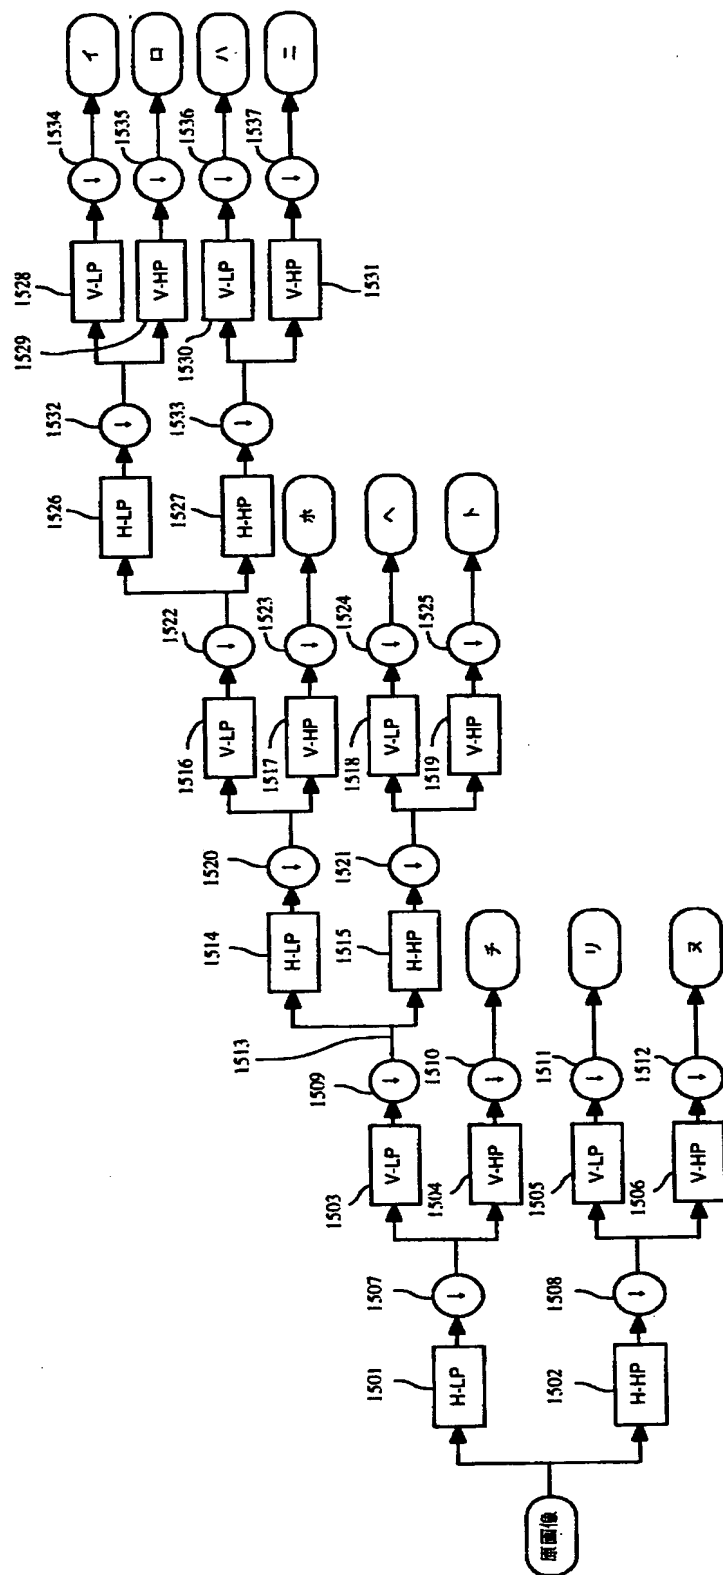 原画像
1501
H-LP
1507
↓
1502
H-HP
1508
↓
1503
V-LP
1509
↓
1513
1504
V-HP
1510
↓
チ
1505
V-LP
1511
↓
リ
1506
V-HP
1512
↓
ヌ
1514
H-LP
1520
↓
1515
H-HP
1521
↓
1516
V-LP
1522
↓
1517
V-HP
1523
↓
ホ
1518
V-LP
1524
↓
ヘ
1519
V-HP
1525
↓
ト
1526
H-LP
1532
↓
1527
H-HP
1533
↓
1528
V-LP
1534
↓
イ
1529
V-HP
1535
↓
ロ
1530
V-LP
1536
↓
ハ
1531
V-HP
1537
↓
ニ